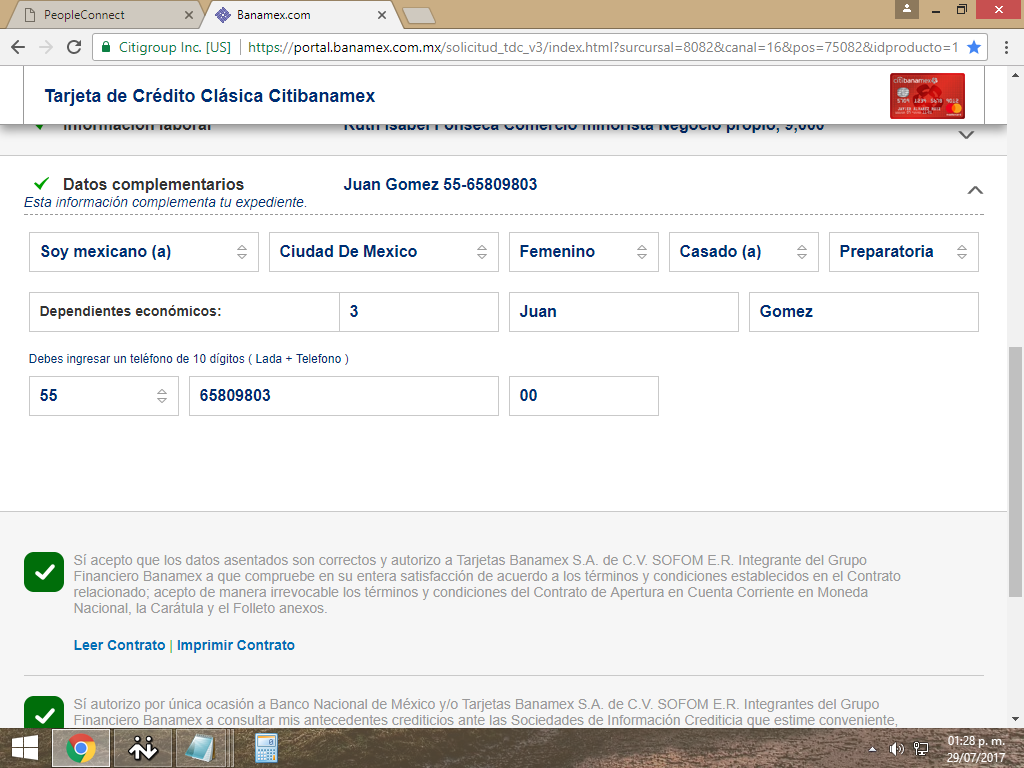 PeopleConnect
Banamex.com
Citigroup Inc. [US]
https://portal.banamex.com.mx/solicitud_tdc_v3/index.html?sursursal=8082&canal=16&pos=75082&idproducto=1
Tarjeta de Crédito Clásica Citibanamex
citibanamex
Información laboral Ruth Isabel Fonseca Comercio minorista Negocio propio, 9,000
Datos complementarios Juan Gomez 55-65809803
Esta información complementa tu expediente.
Soy mexicano (a) Ciudad De Mexico Femenino Casado (a) Preparatoria
Dependientes económicos: 3 Juan Gomez
Debes ingresar un teléfono de 10 dígitos ( Lada + Telefono )
55 65809803 00
Sí acepto que los datos asentados son correctos y autorizo a Tarjetas Banamex S.A. de C.V. SOFOM E.R. Integrante del Grupo
Financiero Banamex a que compruebe en su entera satisfacción de acuerdo a los términos y condiciones establecidos en el Contrato
relacionado; acepto de manera irrevocable los términos y condiciones del Contrato de Apertura en Cuenta Corriente en Moneda
Nacional, la Carátula y el Folleto anexos.
Leer Contrato | Imprimir Contrato
Sí autorizo por única ocasión a Banco Nacional de México y/o Tarjetas Banamex S.A. de C.V. SOFOM E.R. Integrantes del Grupo
Financiero Banamex a consultar mis antecedentes crediticios ante las Sociedades de Información Crediticia que estime conveniente,
01:28 p. m.
29/07/2017